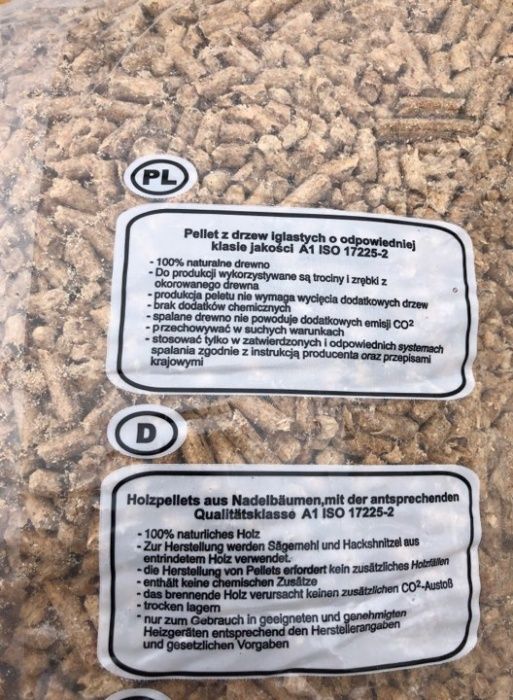 PL
Pellet z drzew iglastych o odpowiedniej
klasie jakości A1 ISO 17225-2
- 100% naturalne drewno
- Do produkcji wykorzystywane są trociny i zrębki z
okorowanego drewna
- produkcja peletu nie wymaga wycięcia dodatkowych drzew
- brak dodatków chemicznych
- spalane drewno nie powoduje dodatkowych emisji CO²
- przechowywać w suchych warunkach
- stosować tylko w zatwierdzonych i odpowiednich systemach
spalania zgodnie z instrukcją producenta oraz przepisami
krajowymi
D
Holzpellets aus Nadelbäumen,mit der antsprechenden
Qualitätsklasse A1 ISO 17225-2
- 100% naturliches Holz
- Zur Herstellung werden Sägemehl und Hackshnitzel aus
entrindetem Holz verwendet.
- die Herstellung von Pellets erfordert kein zusätzliches Holzfällen
- enthält keine chemischen Zusätze
- das brennende Holz verursacht keinen zusätzlichen CO²-Austoß
- trocken lagern
- nur zum Gebrauch in geeigneten und genehmigten
Heizgeräten entsprechend den Herstellerangaben
und gesetzlichen Vorgaben